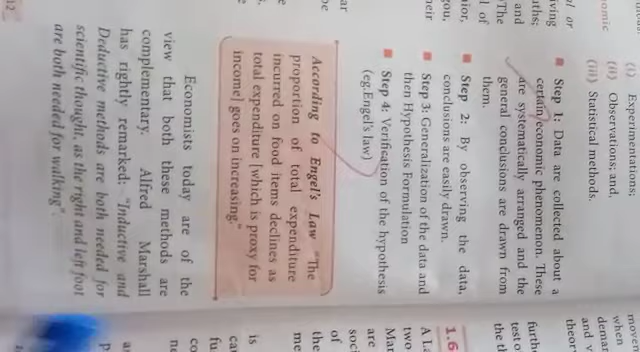 (i) Experimentations;
(ii) Observations; and,
(iii) Statistical methods.
Step 1: Data are collected about a
certain economic phenomenon. These
are systematically arranged and the
general conclusions are drawn from
them.
Step 2: By observing the data,
conclusions are easily drawn.
Step 3: Generalization of the data and
then Hypothesis Formulation
Step 4: Verification of the hypothesis
(eg.Engel's law)
According to Engel's Law "The
proportion of total expenditure
incurred on food items declines as
total expenditure [which is proxy for
income] goes on increasing."
Economists today are of the
view that both these methods are
complementary. Alfred Marshall
has rightly remarked: "Inductive and
Deductive methods are both needed for
scientific thought, as the right and left foot
are both needed for walking".
12
1.6